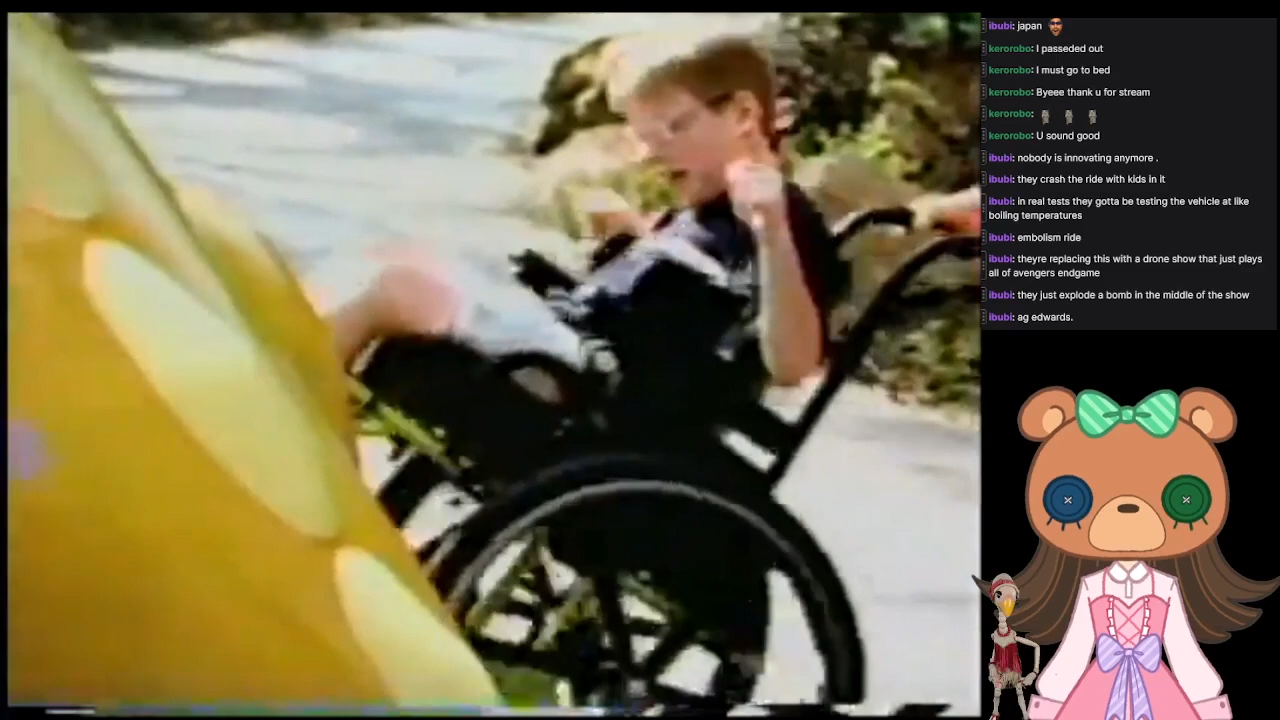 ibubi: japan
kerorobo: I passeded out
kerorobo: I must go to bed
kerorobo: Byeee thank u for stream
kerorobo:
kerorobo: U sound good
ibubi: nobody is innovating anymore .
ibubi: they crash the ride with kids in it
ibubi: in real tests they gotta be testing the vehicle at like
boiling temperatures
ibubi: embolism ride
ibubi: theyre replacing this with a drone show that just plays
all of avengers endgame
ibubi: they just explode a bomb in the middle of the show
ibubi: ag edwards.